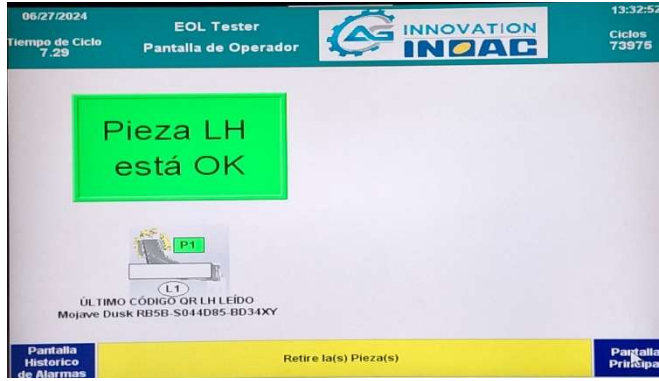 06/27/2024
Tiempo de Ciclo
7.29
EOL Tester
Pantalla de Operador
AG INNOVATION
INOAC
13:32:52
Ciclos
73975
Pieza LH
está OK
P1
L1
ÚLTIMO CÓDIGO QR LH LEÍDO
Mojave Dusk RB5B-S044D85-BD34XY
Pantalla
Historico
de Alarmas
Retire la(s) Pieza(s)
Pantalla
Principal